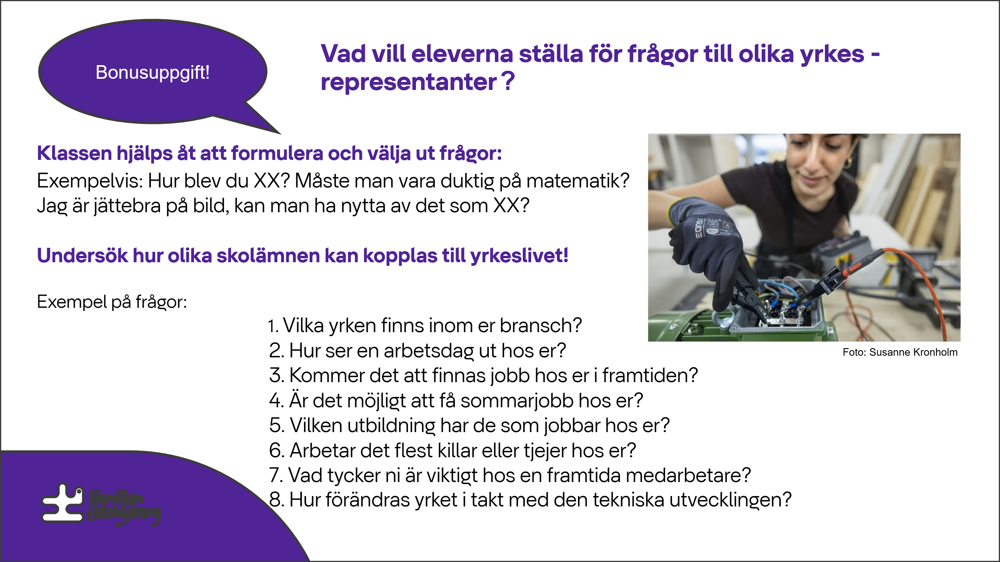 Bonusuppgift!
Vad vill eleverna ställa för frågor till olika yrkes -
representanter ?
Klassen hjälps åt att formulera och välja ut frågor:
Exempelvis: Hur blev du XX? Måste man vara duktig på matematik?
Jag är jättebra på bild, kan man ha nytta av det som XX?
Undersök hur olika skolämnen kan kopplas till yrkeslivet!
Exempel på frågor:
1. Vilka yrken finns inom er bransch?
2. Hur ser en arbetsdag ut hos er?
3. Kommer det att finnas jobb hos er i framtiden?
4. Är det möjligt att få sommarjobb hos er?
5. Vilken utbildning har de som jobbar hos er?
6. Arbetar det flest killar eller tjejer hos er?
7. Vad tycker ni är viktigt hos en framtida medarbetare?
8. Hur förändras yrket i takt med den tekniska utvecklingen?
GUIDE
Foto: Susanne Kronholm
Familjen
Helsingborg